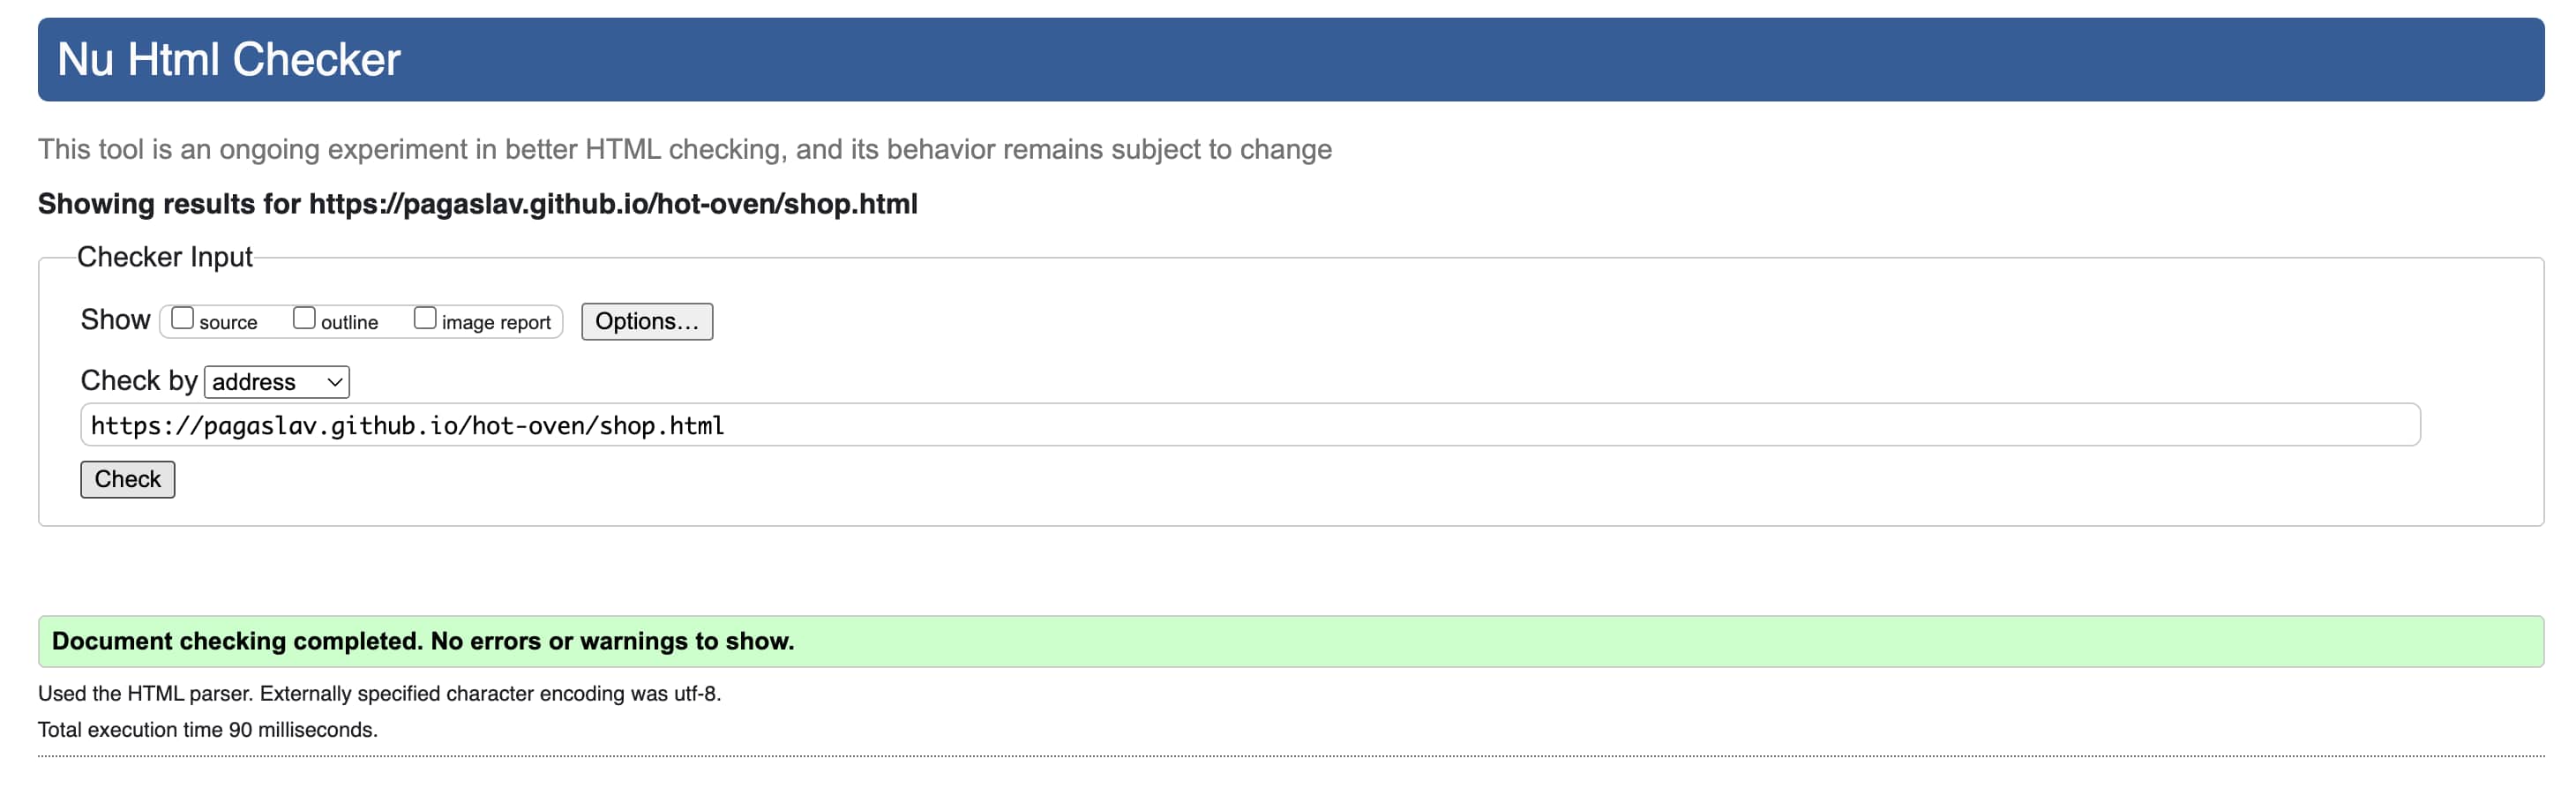 Nu Html Checker
This tool is an ongoing experiment in better HTML checking, and its behavior remains subject to change
Showing results for https://pagaslav.github.io/hot-oven/shop.html
Checker Input
Show source outline image report Options...
Check by address
https://pagaslav.github.io/hot-oven/shop.html
Check
Document checking completed. No errors or warnings to show.
Used the HTML parser. Externally specified character encoding was utf-8.
Total execution time 90 milliseconds.